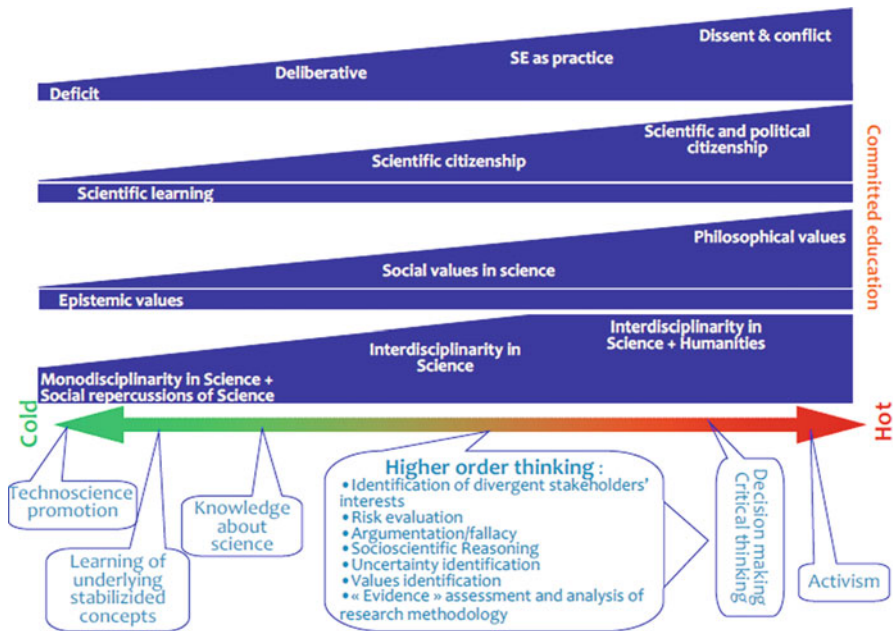 Dissent & conflict
SE as practice
Deliberative
Deficit
Scientific and political
citizenship
Scientific citizenship
Scientific learning
Philosophical values
Social values in science
Epistemic values
Interdisciplinarity in
Science + Humanities
Interdisciplinarity in
Science
Monodisciplinarity in Science +
Social repercussions of Science
Committed education
Cold
Hot
Technoscience
promotion
Learning of
underlying
stabilizided
concepts
Knowledge
about
science
Higher order thinking :
•Identification of divergent stakeholders'
interests
•Risk evaluation
•Argumentation/fallacy
•Socioscientific Reasoning
•Uncertainty identification
•Values identification
•« Evidence » assessment and analysis of
research methodology
Decision making
Critical thinking
Activism